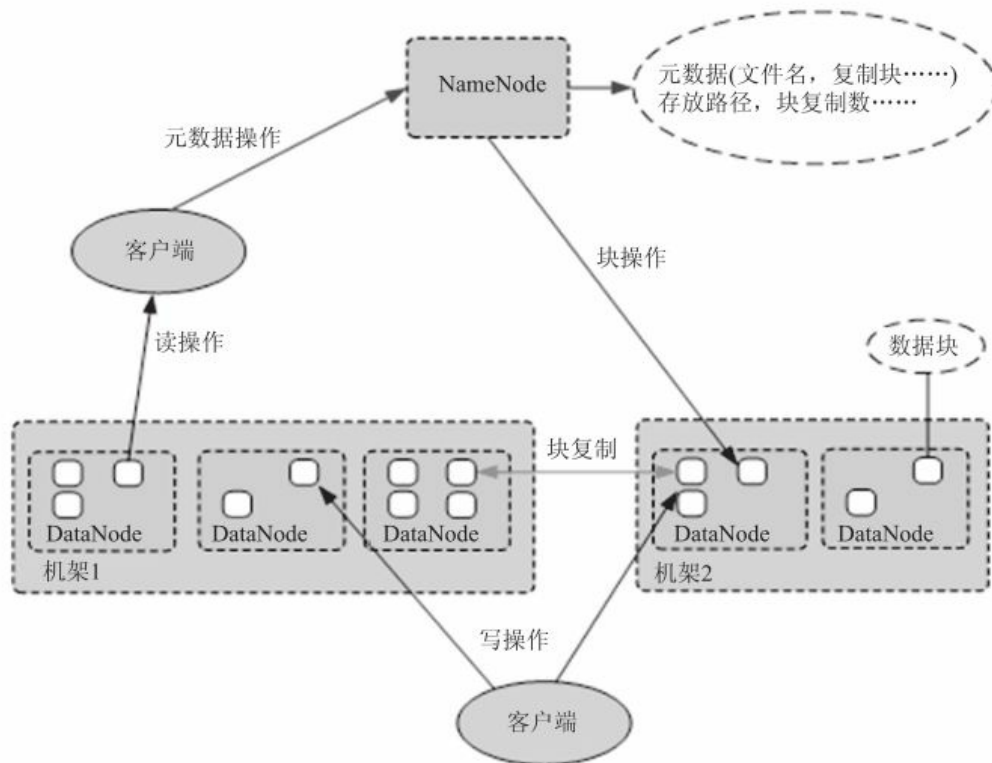 NameNode
元数据(文件名，复制块……)
存放路径，块复制数……
元数据操作
客户端
块操作
读操作
数据块
块复制
DataNode
DataNode
DataNode
DataNode
DataNode
机架1
机架2
写操作
客户端